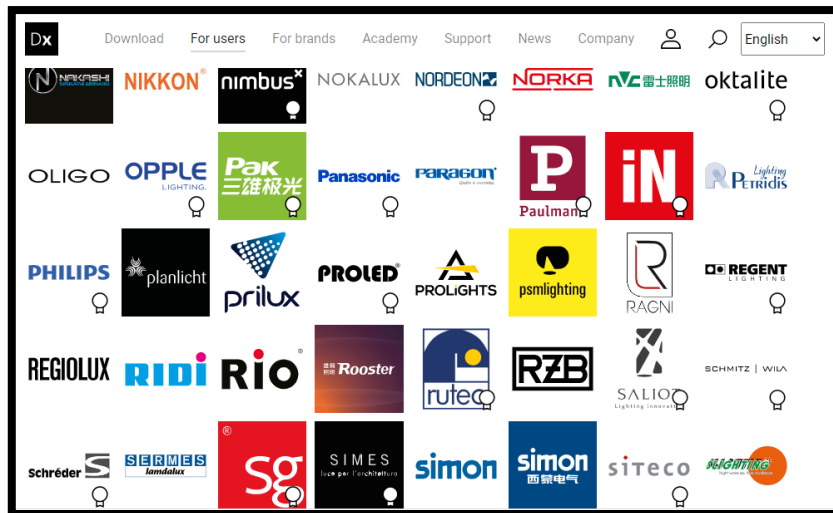 Dx Download For users For brands Academy Support News Company English
NAKASHI NIKKON® nimbusˣ NOKALUX NORDEON NORKA nvc 雷士照明 oktalite
OLIGO OPPLE LIGHTING. Pak 三雄极光 Panasonic PARAGON® P Paulmann iN Lighting PETRIDIS
PHILIPS planlicht prilux PROLED® PROLIGHTS psmlighting R RAGNI REGENT LIGHTING
REGIOLUX RIDI RIO® Rooster rutec RZB SALIOT Lighting Innovation SCHMITZ | WILA
Schréder S SERMES lamdalux ® sg SIMES luce per l'architettura simon simon 西蒙电气 siteco SLIGHTING